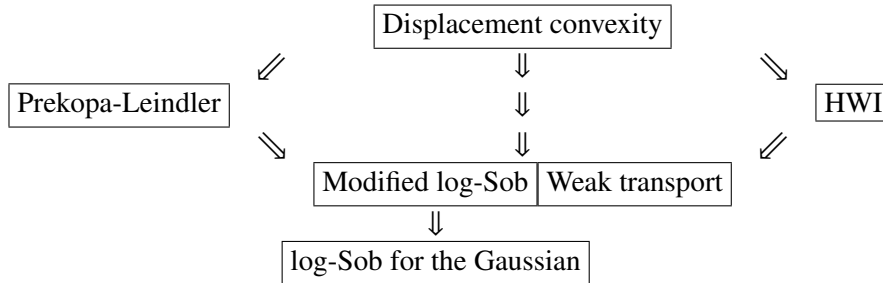 Displacement convexity
⇙ ⇓ ⇘
Prekopa-Leindler ⇓ HWI
⇘ ⇓ ⇙
Modified log-Sob Weak transport
⇓
log-Sob for the Gaussian